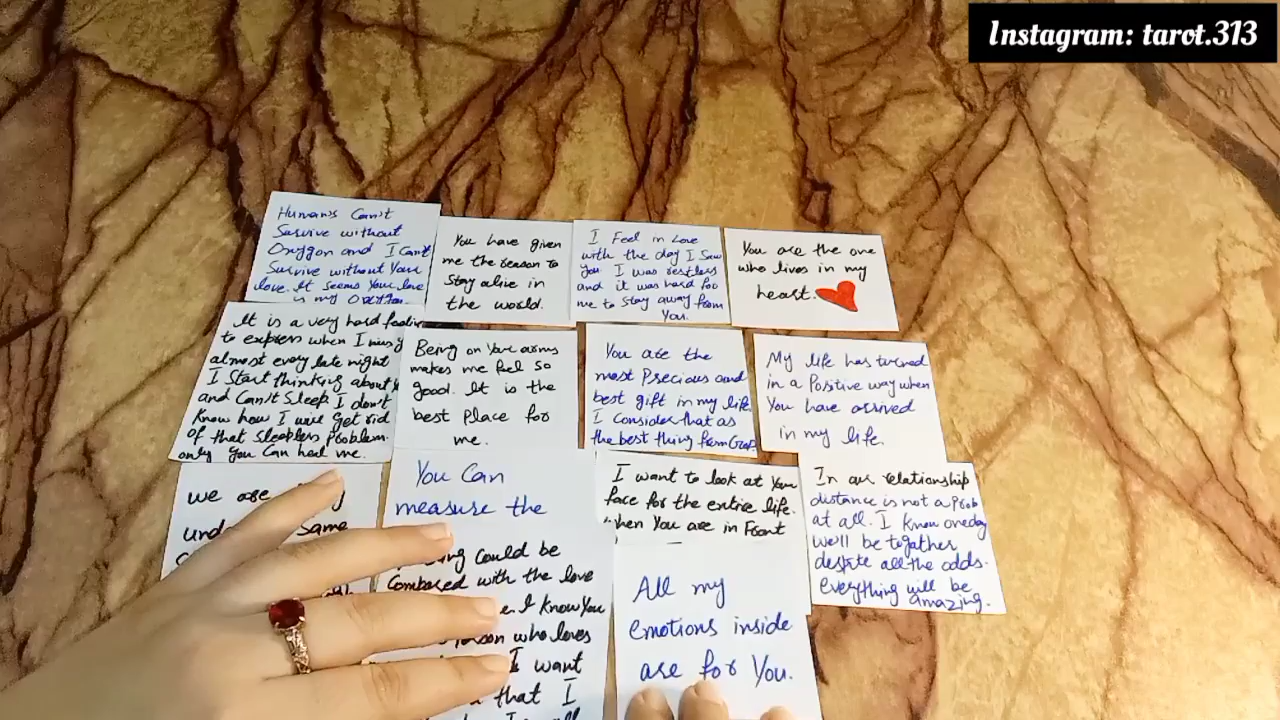 Instagram: tarot.313
Humans Can't
Survive without
Oxyggon and I Can't
Survive without Your
love. It Seems Your love
is my
You have given
me the reason to
Stay alive in
the world.
I Feel in Love
with the day I Saw
You. I was restless
and it was hard for
me to stay away from
You.
You are the one
who lives in my
heart.
It is a very hard
to express when I miss
almost every late night
I Start thinking about
and Can't Sleep. I don't
know how I will get rid
of that Sleepless Problem.
only You Can heal me.
Being on Your arms
makes me feel so
good. It is the
best Place for
me.
You are the
most Precious and
best gift in my life.
I Consider that as
the best thing from
My life has turned
in a Positive way when
You have arrived
in my life.
we are
same
You Can
measure the
could be
Compased with the love
I Know You
who loves
I want
that I
I want to look at Your
face for the entire life.
when You are in Front
All my
emotions inside
are for You.
In our relationship
distance is not a
at all. I know oneday
we'll be together
despite all the odds.
everything will be
amazing.